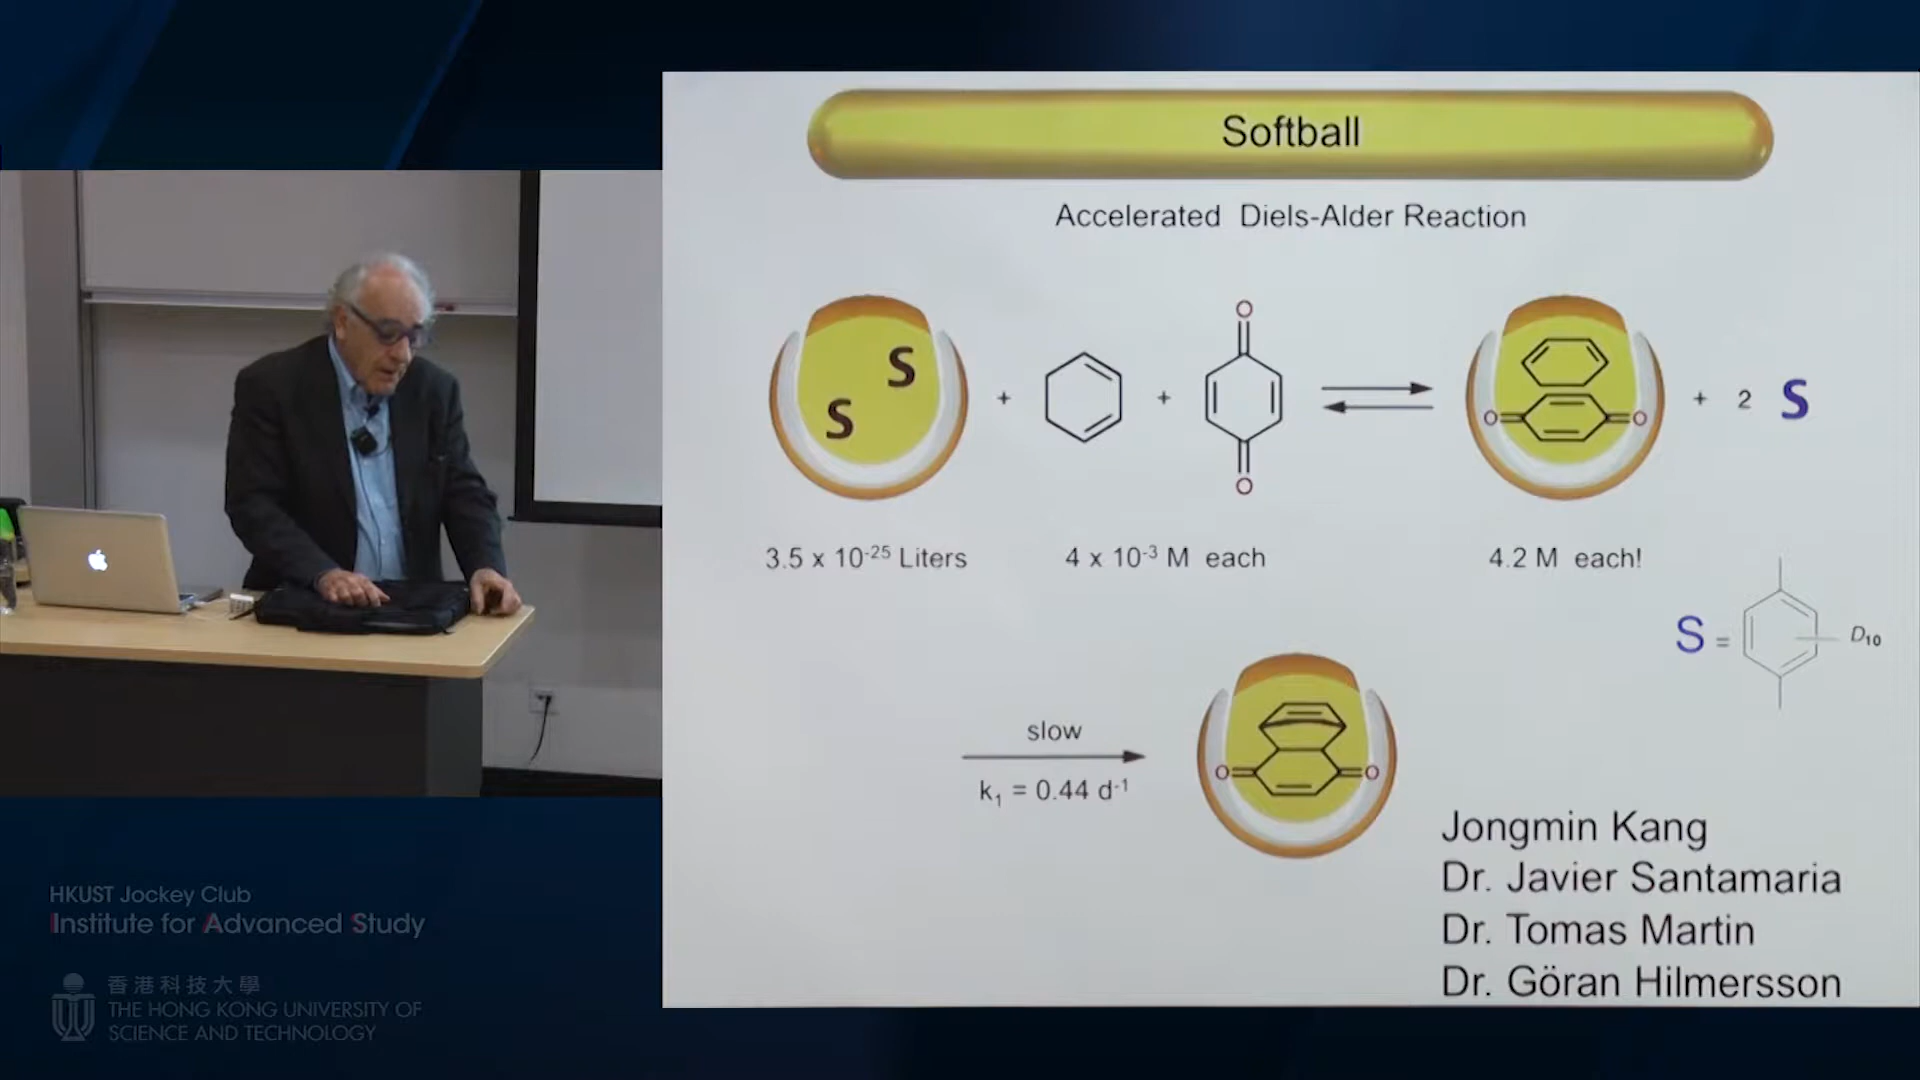 Softball
Accelerated Diels-Alder Reaction
S
S
+
+
O
O
O
O
+ 2 S
3.5 x 10⁻²⁵ Liters
4 x 10⁻³ M each
4.2 M each!
S =
D₁₀
slow
k₁ = 0.44 d⁻¹
O
O
Jongmin Kang
Dr. Javier Santamaria
Dr. Tomas Martin
Dr. Göran Hilmersson
HKUST Jockey Club
Institute for Advanced Study
香港科技大學
THE HONG KONG UNIVERSITY OF
SCIENCE AND TECHNOLOGY